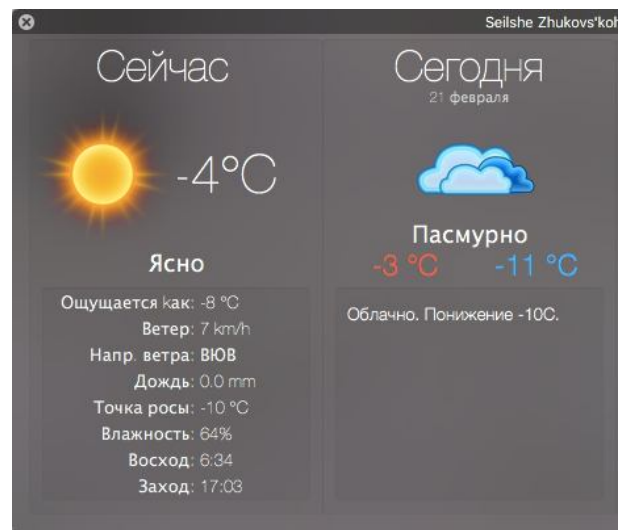 Seilshe Zhukovs'koh
Сейчас
-4°C
Ясно
Ощущается как: -8 °C
Ветер: 7 km/h
Напр. ветра: ВЮВ
Дождь: 0.0 mm
Точка росы: -10 °C
Влажность: 64%
Восход: 6:34
Заход: 17:03
Сегодня
21 февраля
Пасмурно
-3 °C -11 °C
Облачно. Понижение -10C.